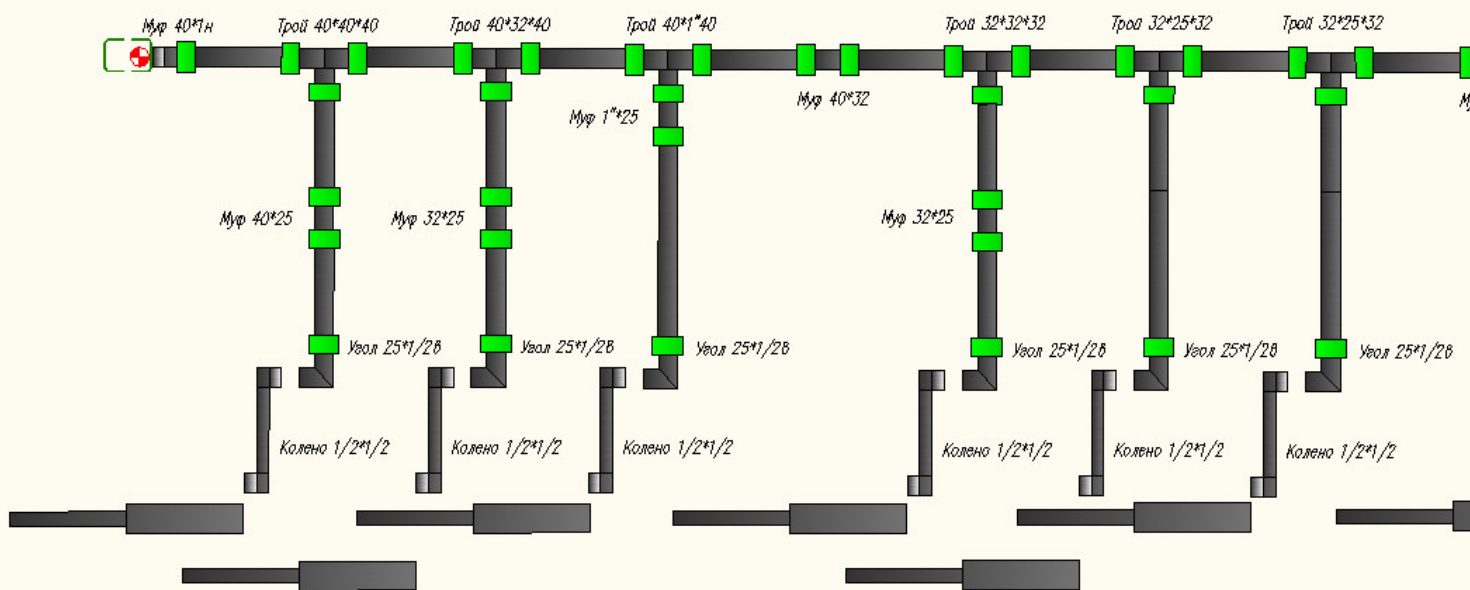 Муф 40*1н
Трой 40*40*40
Трой 40*32*40
Трой 40*1"*40
Трой 32*32*32
Трой 32*25*32
Трой 32*25*32
Муф 40*32
Му
Муф 1"*25
Муф 40*25
Муф 32*25
Муф 32*25
Угол 25*1/2в
Угол 25*1/2в
Угол 25*1/2в
Угол 25*1/2в
Угол 25*1/2в
Угол 25*1/2в
Колено 1/2*1/2
Колено 1/2*1/2
Колено 1/2*1/2
Колено 1/2*1/2
Колено 1/2*1/2
Колено 1/2*1/2